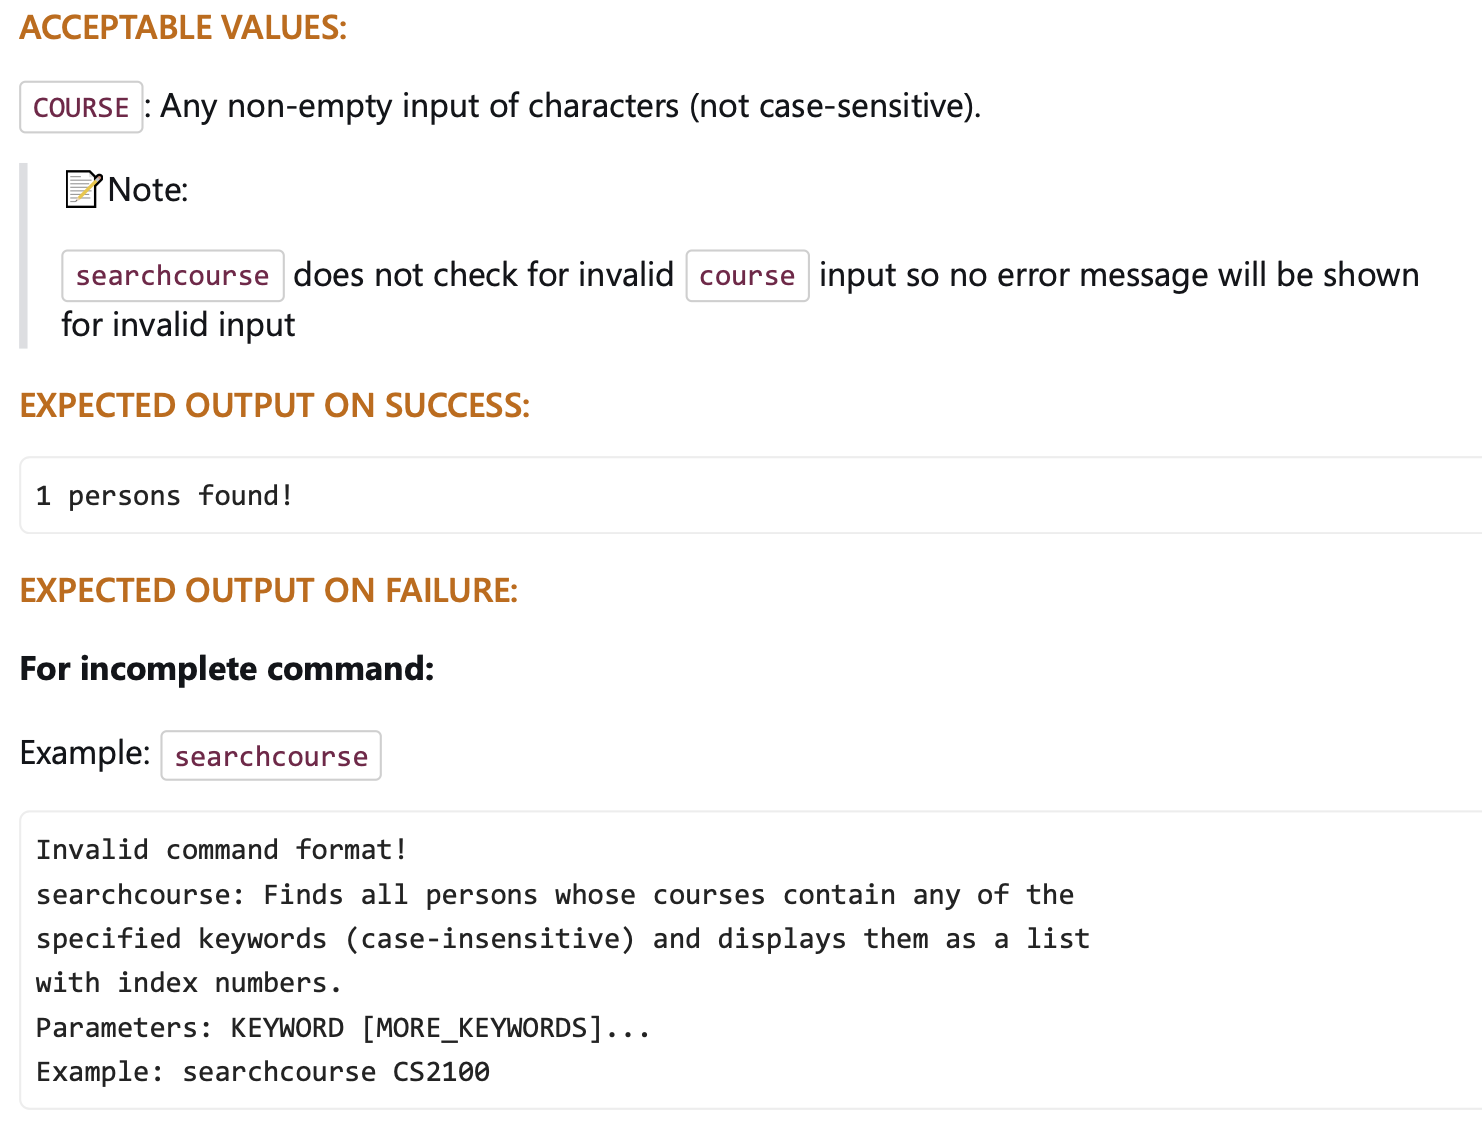 ACCEPTABLE VALUES:
COURSE: Any non-empty input of characters (not case-sensitive).
📝Note:
searchcourse does not check for invalid course input so no error message will be shown
for invalid input
EXPECTED OUTPUT ON SUCCESS:
1 persons found!
EXPECTED OUTPUT ON FAILURE:
For incomplete command:
Example: searchcourse
Invalid command format!
searchcourse: Finds all persons whose courses contain any of the
specified keywords (case-insensitive) and displays them as a list
with index numbers.
Parameters: KEYWORD [MORE_KEYWORDS]...
Example: searchcourse CS2100